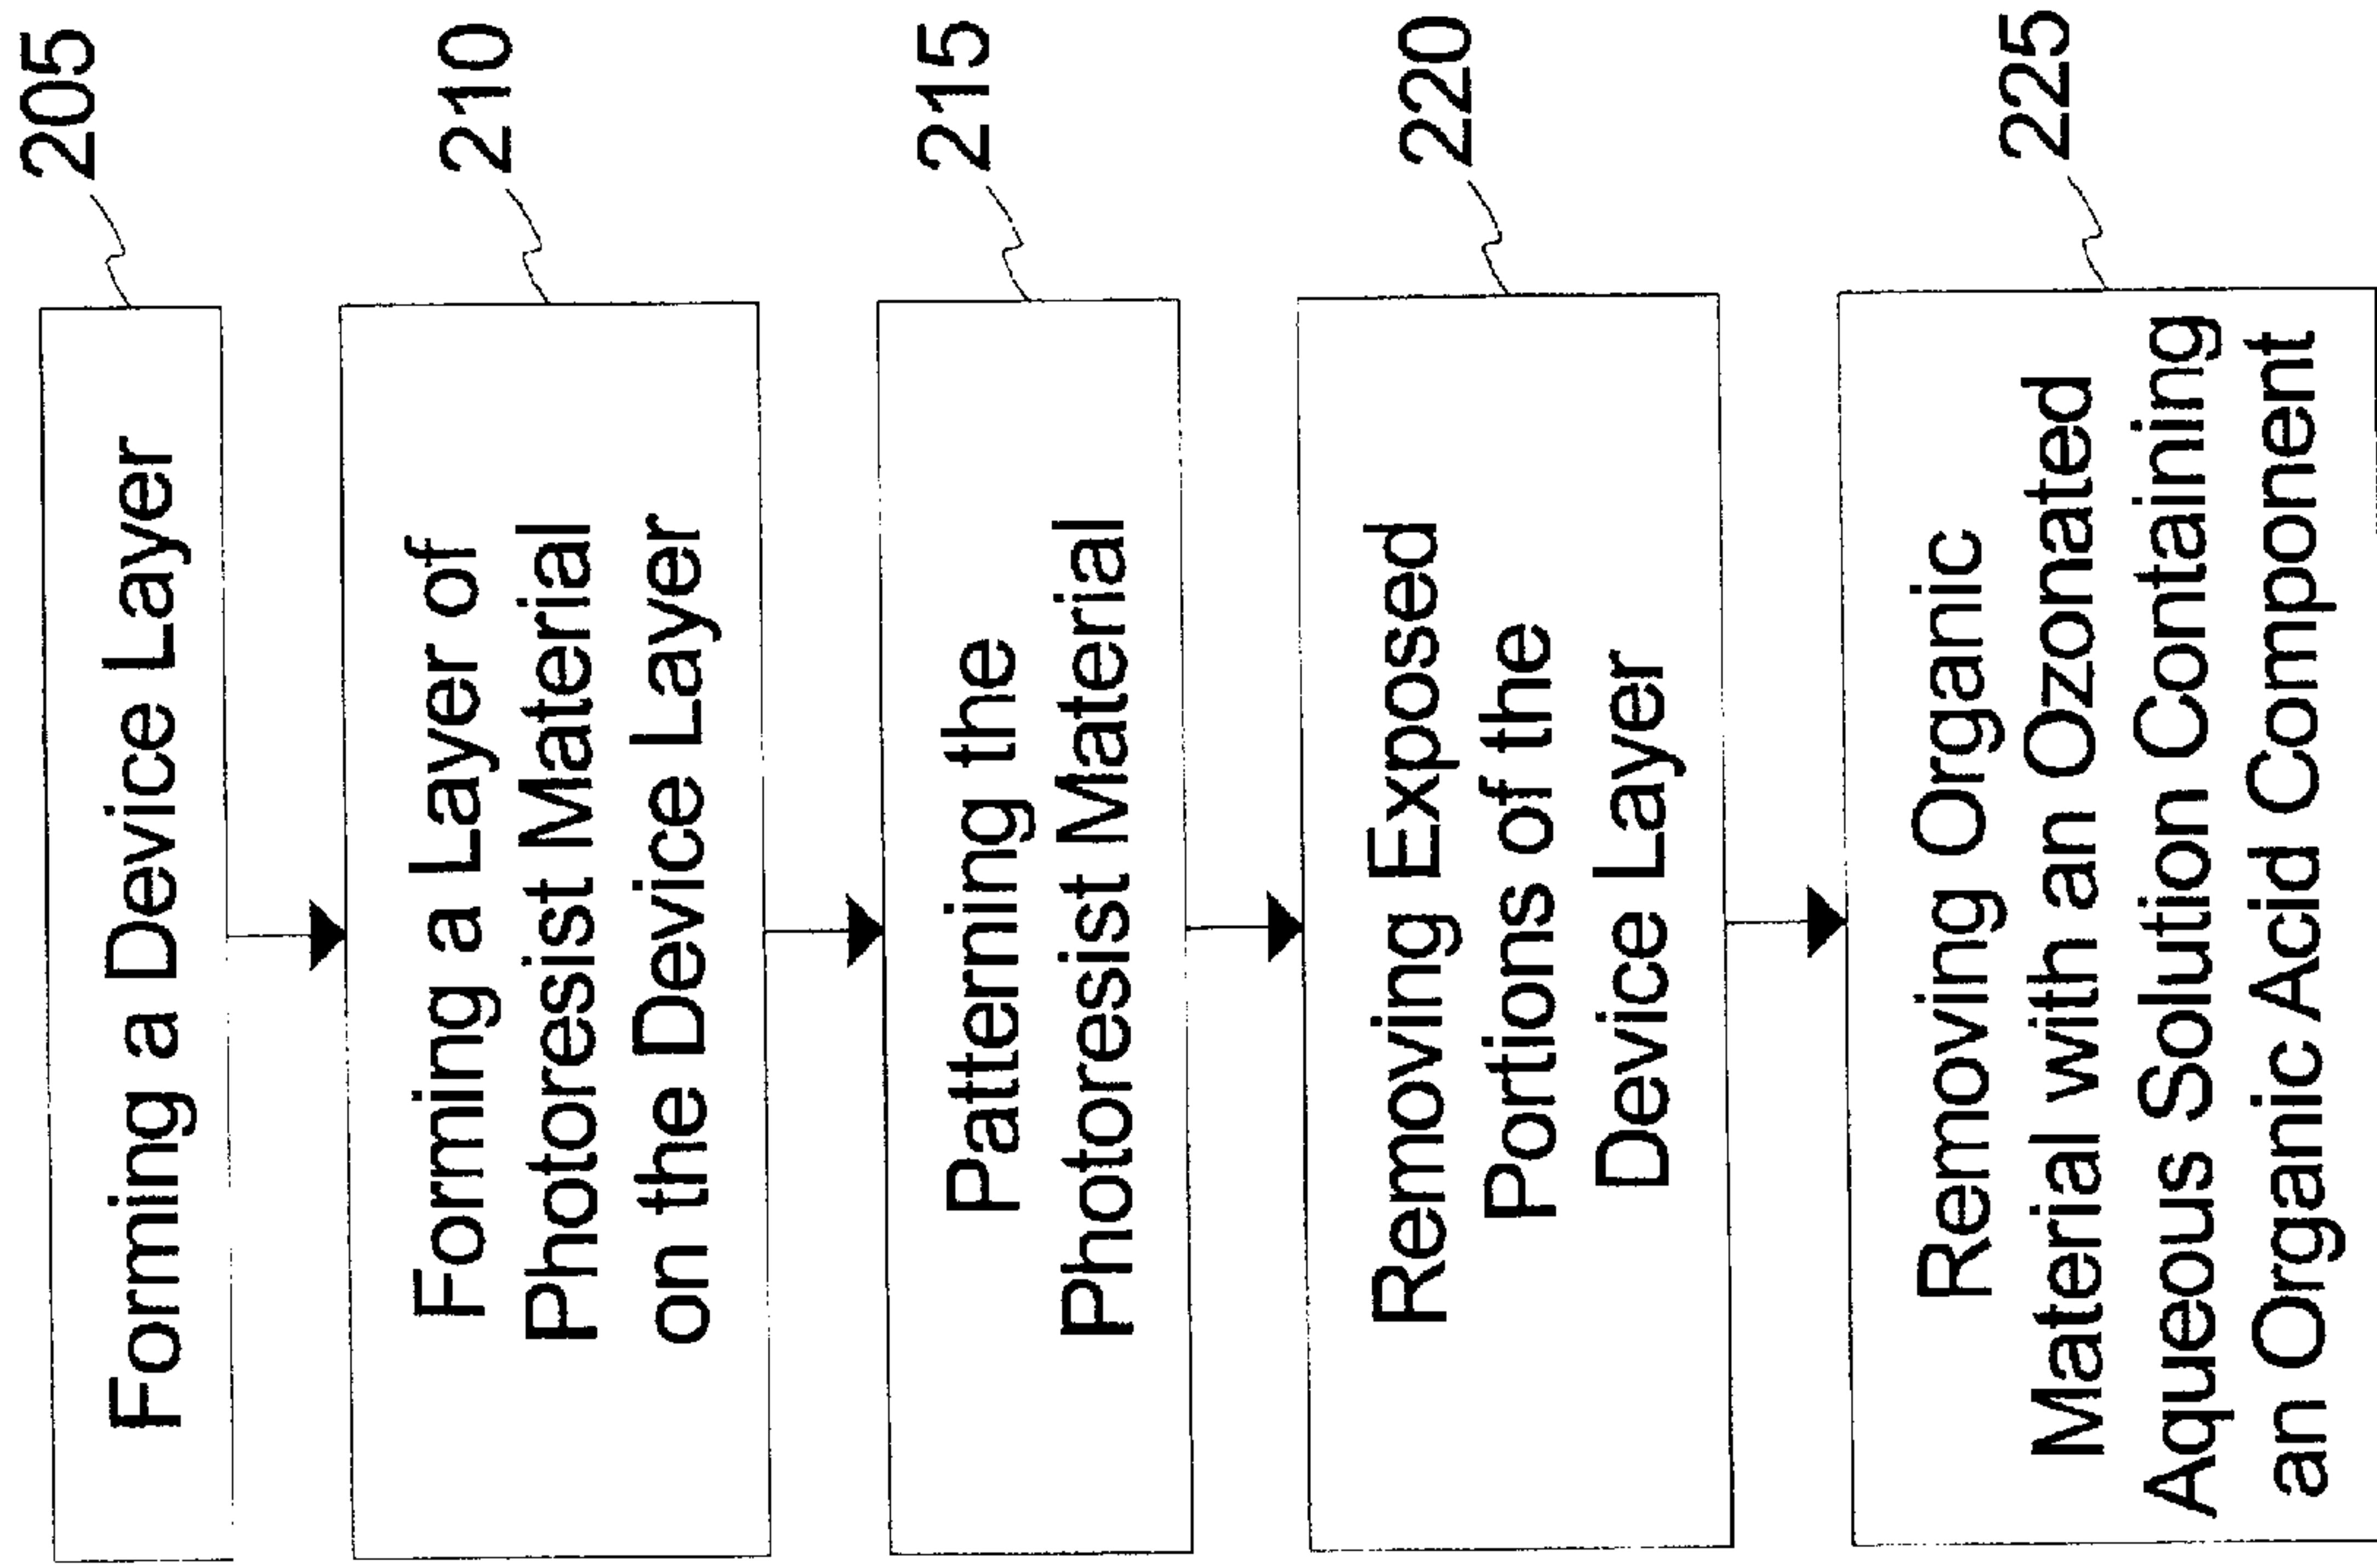 Forming a Device Layer
205
Forming a Layer of
Photoresist Material
on the Device Layer
210
Patterning the
Photoresist Material
215
Removing Exposed
Portions of the
Device Layer
220
Removing Organic
Material with an Ozonated
Aqueous Solution Containing
an Organic Acid Component
225